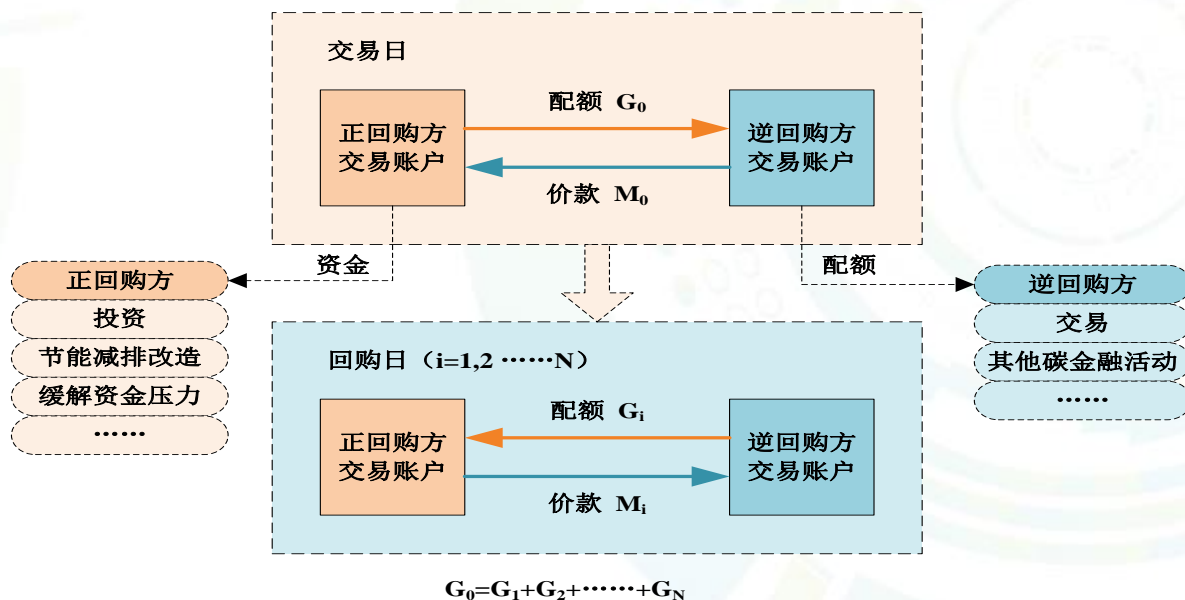 交易日
正回购方
交易账户
配额 G₀
价款 M₀
逆回购方
交易账户
资金
配额
正回购方
投资
节能减排改造
缓解资金压力
……
逆回购方
交易
其他碳金融活动
……
回购日（i=1,2 ……N）
正回购方
交易账户
配额 Gᵢ
价款 Mᵢ
逆回购方
交易账户
G₀=G₁+G₂+……+G_N